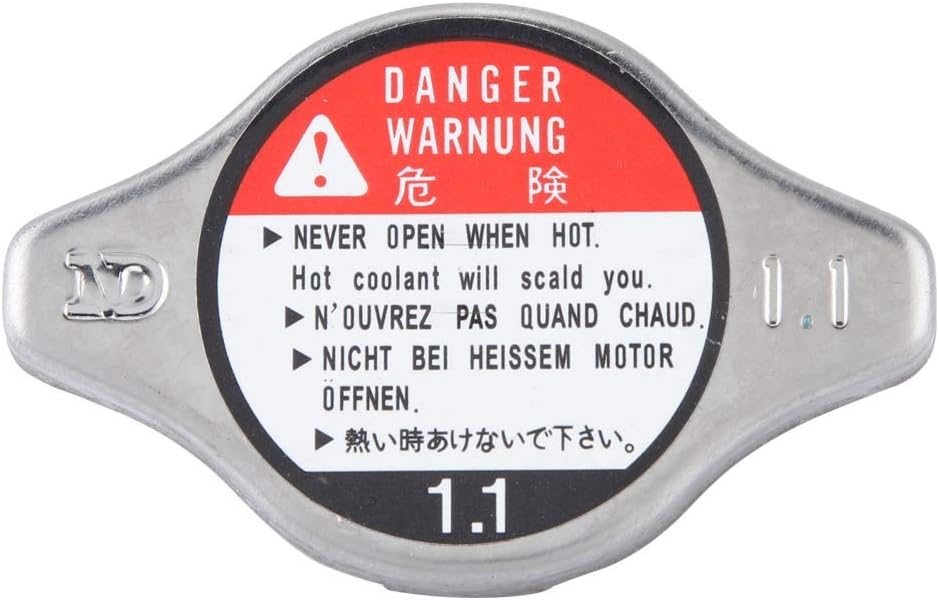 DANGER
WARNUNG
危 険
▶ NEVER OPEN WHEN HOT.
Hot coolant will scald you.
▶ N'OUVREZ PAS QUAND CHAUD.
▶ NICHT BEI HEISSEM MOTOR
ÖFFNEN.
▶ 熱い時あけないで下さい。
ND
1.1
1.1